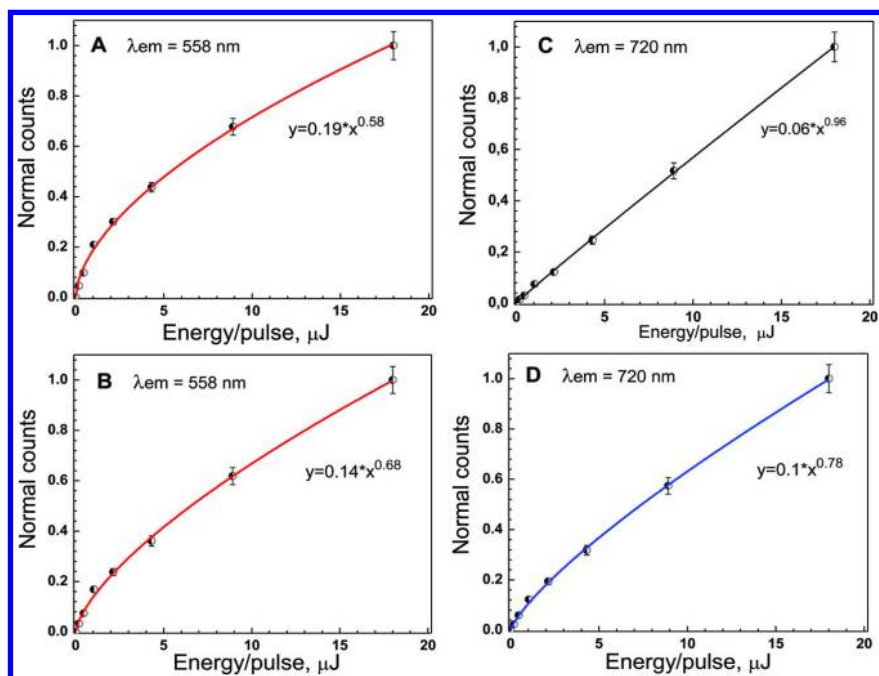 A λem = 558 nm
Normal counts
1.0
0.8
0.6
0.4
0.2
0.0
y=0.19*x^0.58
0 5 10 15 20
Energy/pulse, μJ
C λem = 720 nm
Normal counts
1.0
0.8
0,6
0,4
0.2
0,0
y=0.06*x^0.96
0 5 10 15 20
Energy/pulse, μJ
B λem = 558 nm
Normal counts
1.0
0.8
0.6
0.4
0.2
0.0
y=0.14*x^0.68
0 5 10 15 20
Energy/pulse, μJ
D λem = 720 nm
Normal counts
1.0
0.8
0.6
0.4
0.2
0.0
y=0.1*x^0.78
0 5 10 15 20
Energy/pulse, μJ